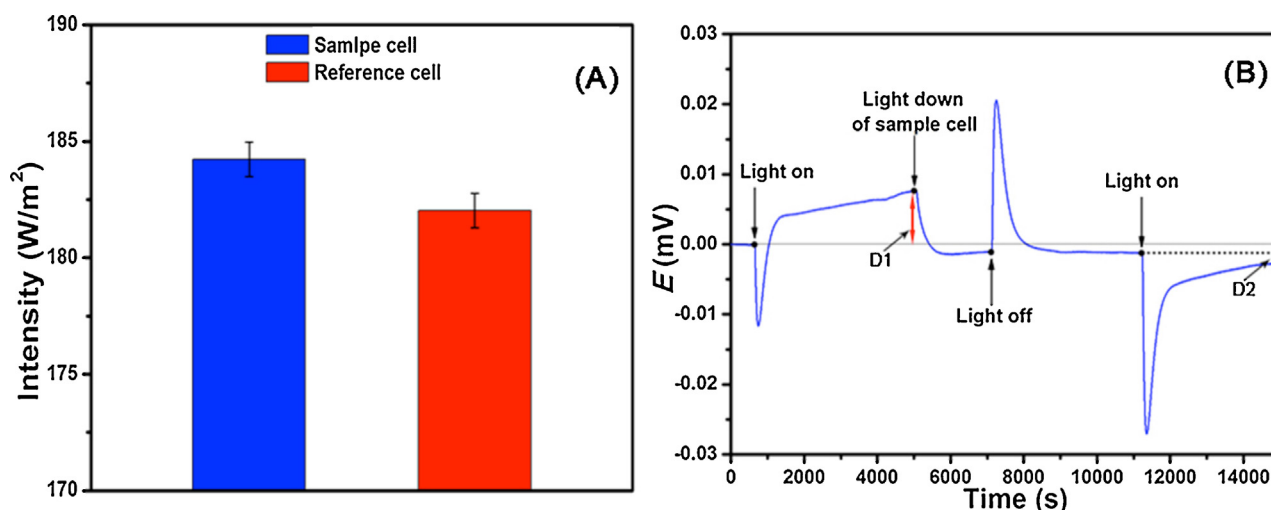 190
185
180
175
170
Intensity (W/m²)
Samlpe cell
Reference cell
(A)
0.03
0.02
0.01
0.00
-0.01
-0.02
-0.03
E (mV)
(B)
Light down
of sample cell
Light on
Light on
D1
D2
Light off
0 2000 4000 6000 8000 10000 12000 14000
Time (s)